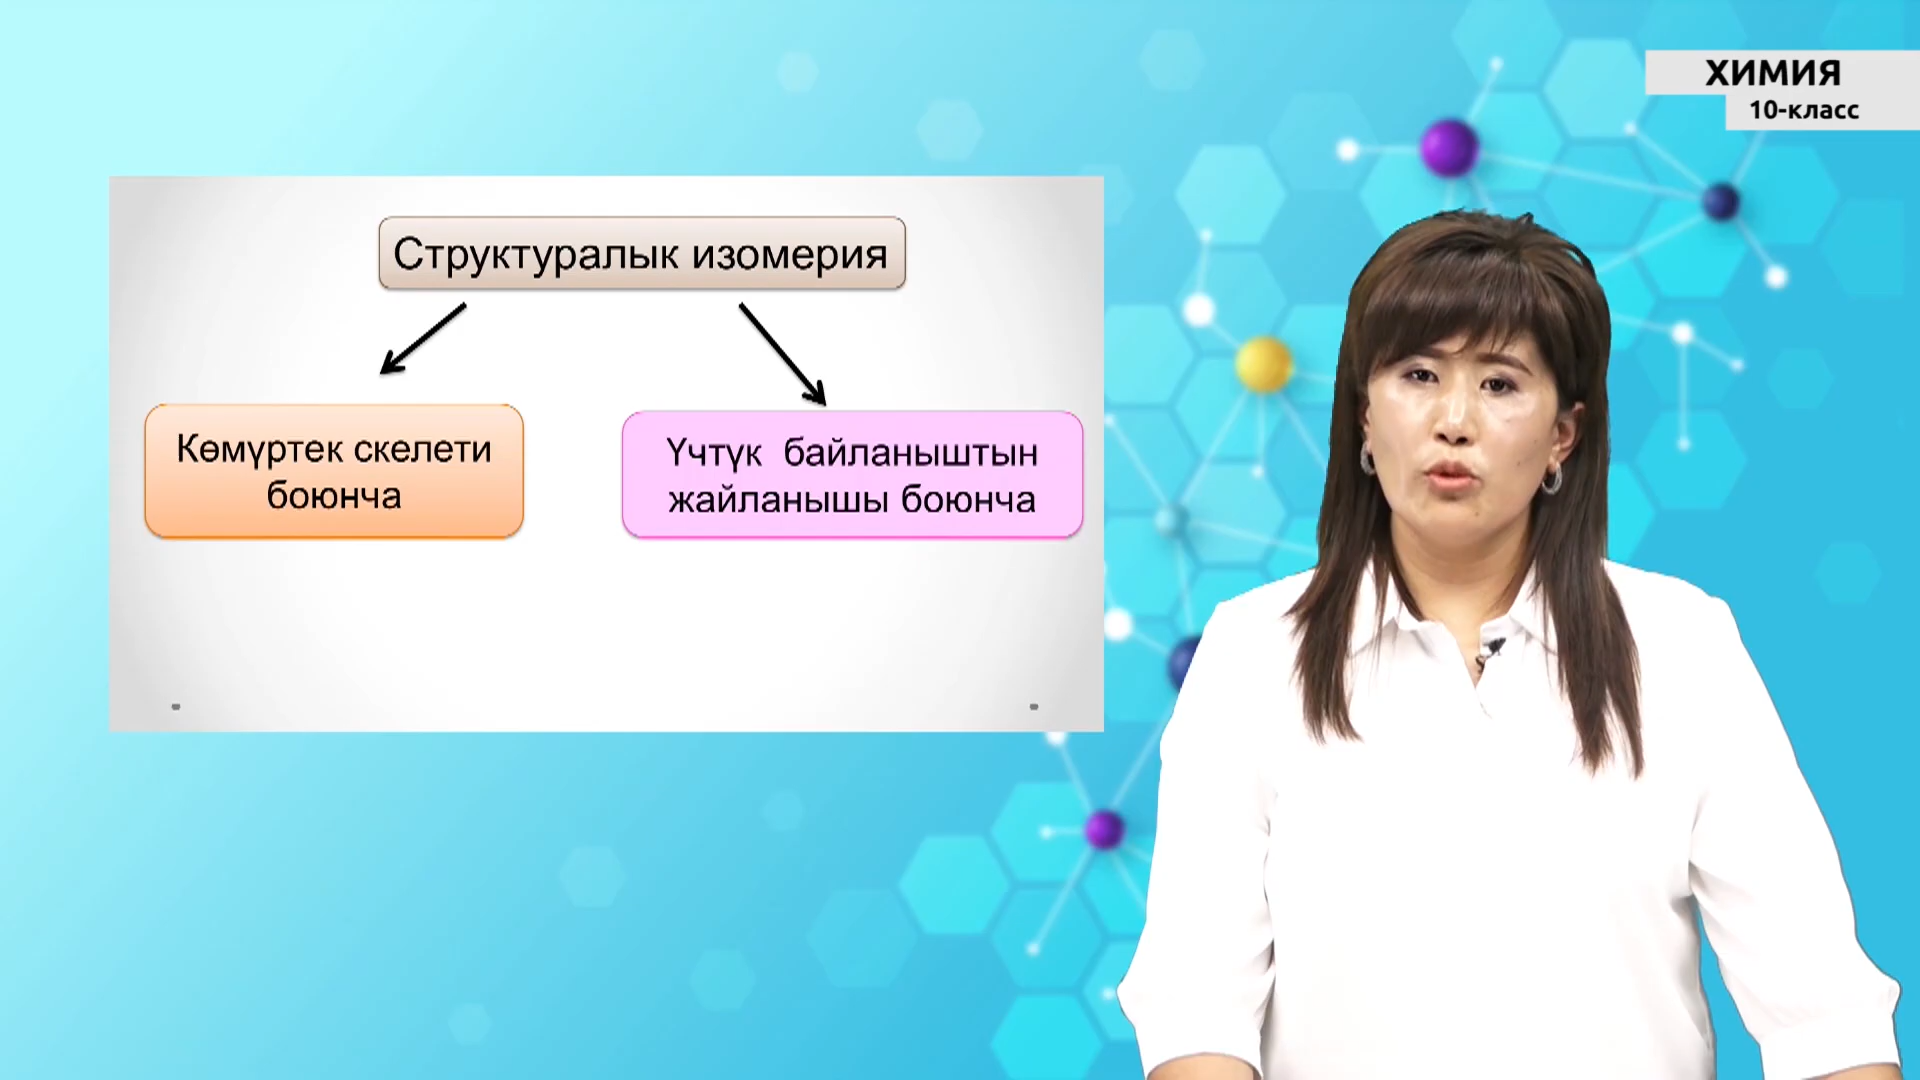 ХИМИЯ
10-класс
Структуралык изомерия
Көмүртек скелети
боюнча
Үчтүк байланыштын
жайланышы боюнча